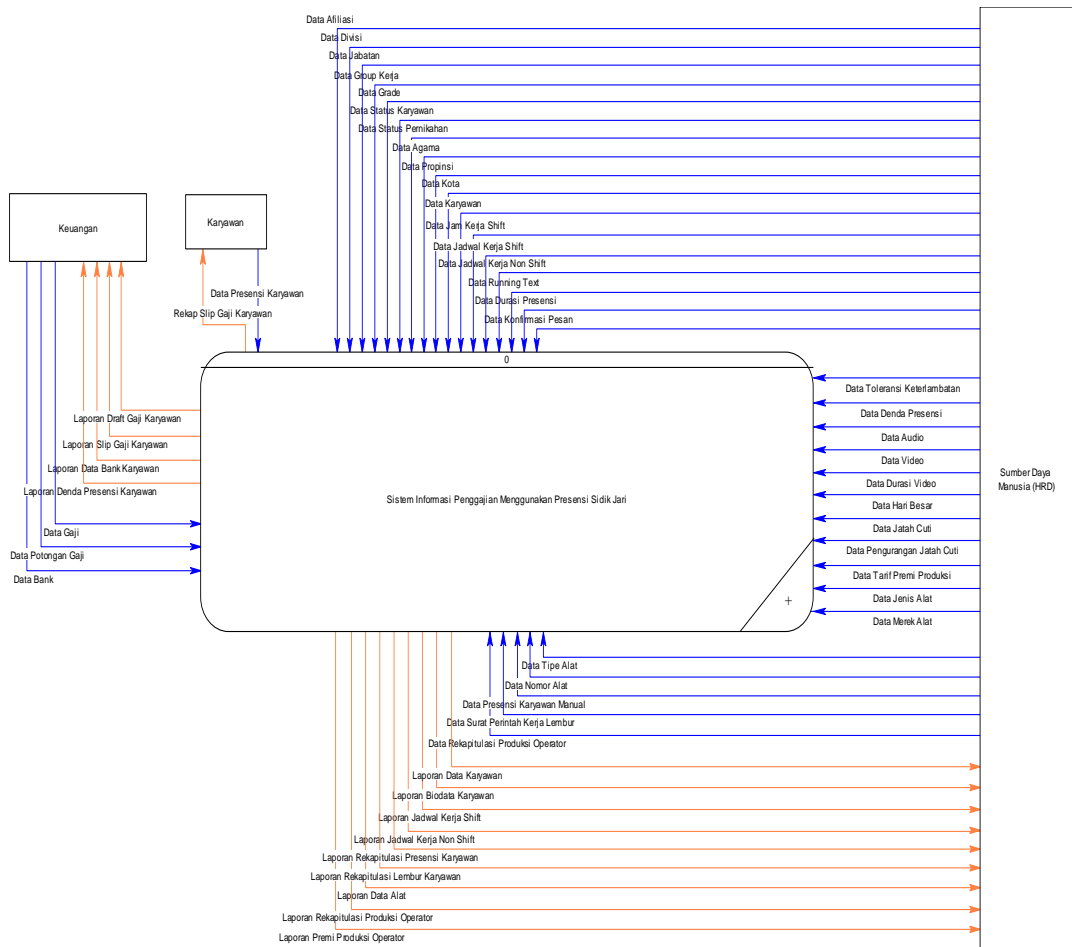 Data Afiliasi
Data Divisi
Data Jabatan
Data Group Kerja
Data Grade
Data Status Karyawan
Data Status Pernikahan
Data Agama
Data Propinsi
Data Kota
Data Karyawan
Data Jam Kerja Shift
Data Jadwal Kerja Shift
Data Jadwal Kerja Non Shift
Data Running Text
Data Durasi Presensi
Data Konfirmasi Pesan
Keuangan
Karyawan
Data Presensi Karyawan
Rekap Slip Gaji Karyawan
0
Laporan Draft Gaji Karyawan
Laporan Slip Gaji Karyawan
Laporan Data Bank Karyawan
Laporan Denda Presensi Karyawan
Data Gaji
Data Potongan Gaji
Data Bank
Sistem Informasi Penggajian Menggunakan Presensi Sidik Jari
Data Toleransi Keterlambatan
Data Denda Presensi
Data Audio
Data Video
Data Durasi Video
Data Hari Besar
Data Jatah Cuti
Data Pengurangan Jatah Cuti
Data Tarif Premi Produksi
Data Jenis Alat
Data Merek Alat
Sumber Daya
Manusia (HRD)
+
Data Tipe Alat
Data Nomor Alat
Data Presensi Karyawan Manual
Data Surat Perintah Kerja Lembur
Data Rekapitulasi Produksi Operator
Laporan Data Karyawan
Laporan Biodata Karyawan
Laporan Jadwal Kerja Shift
Laporan Jadwal Kerja Non Shift
Laporan Rekapitulasi Presensi Karyawan
Laporan Rekapitulasi Lembur Karyawan
Laporan Data Alat
Laporan Rekapitulasi Produksi Operator
Laporan Premi Produksi Operator